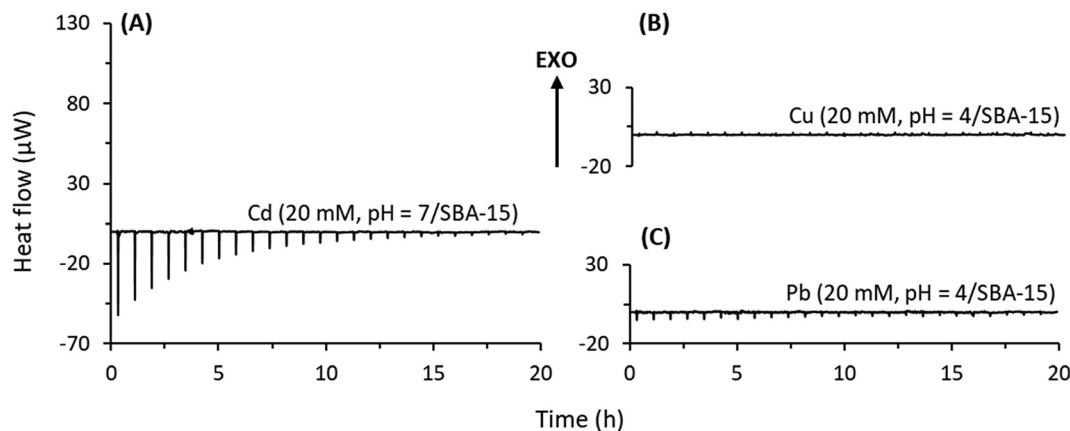 (A)
130
80
30
-20
-70
Heat flow (µW)
Cd (20 mM, pH = 7/SBA-15)
0
5
10
15
20
EXO
(B)
30
-20
Cu (20 mM, pH = 4/SBA-15)
(C)
30
-20
Pb (20 mM, pH = 4/SBA-15)
0
5
10
15
20
Time (h)